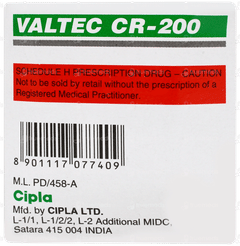 VALTEC CR-200
SCHEDULE H PRESCRIPTION DRUG - CAUTION
Not to be sold by retail without the prescription of a
Registered Medical Practitioner.
8 901117 077409
M.L. PD/458-A
Cipla
Mfd. by CIPLA LTD.
L-1/1, L-1/2/2, L-2 Additional MIDC,
Satara 415 004 INDIA